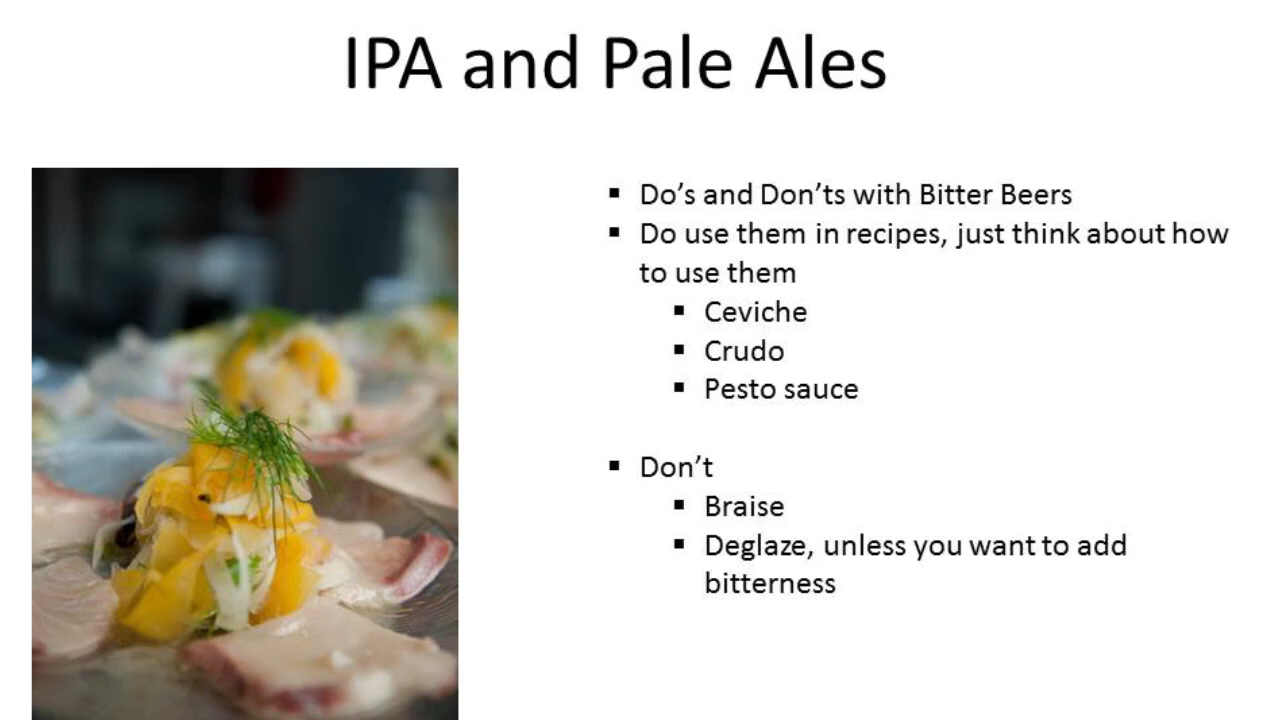 IPA and Pale Ales
▪ Do’s and Don’ts with Bitter Beers
▪ Do use them in recipes, just think about how
to use them
▪ Ceviche
▪ Crudo
▪ Pesto sauce
▪ Don’t
▪ Braise
▪ Deglaze, unless you want to add
bitterness